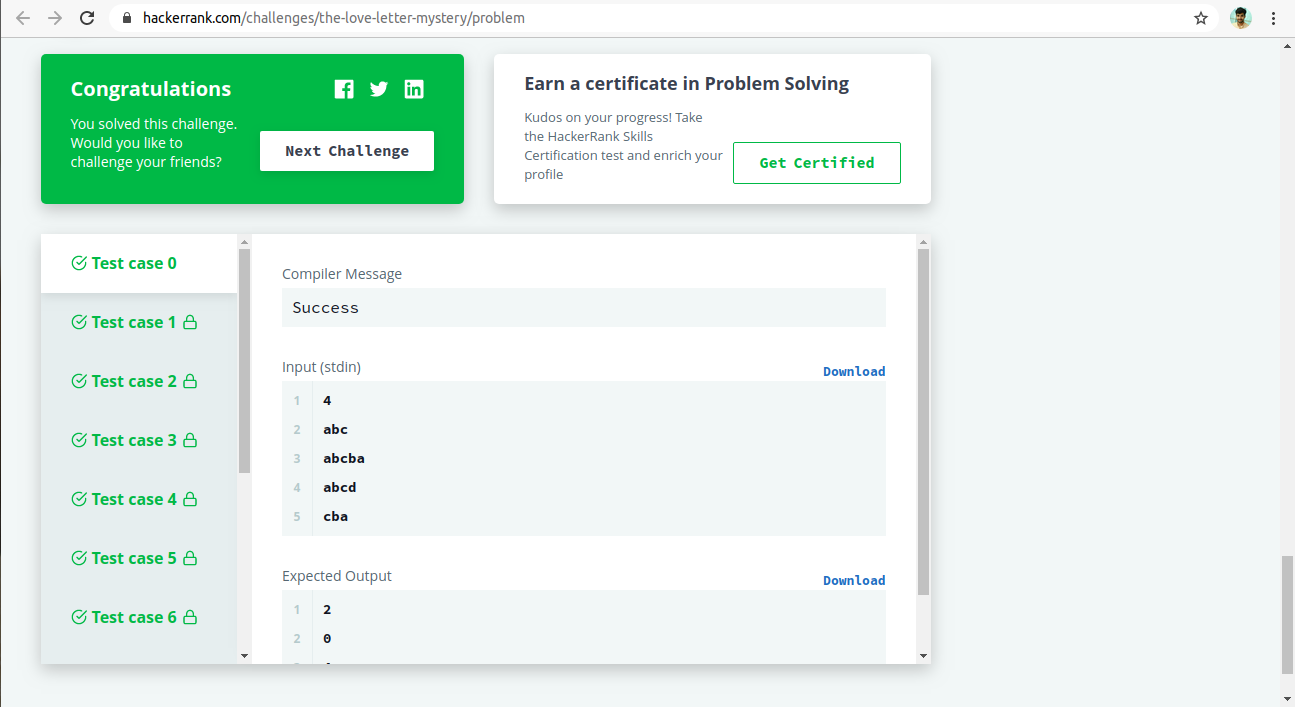 hackerrank.com/challenges/the-love-letter-mystery/problem
Congratulations
You solved this challenge.
Would you like to
challenge your friends?
Next Challenge
Earn a certificate in Problem Solving
Kudos on your progress! Take
the HackerRank Skills
Certification test and enrich your
profile
Get Certified
Test case 0
Test case 1
Test case 2
Test case 3
Test case 4
Test case 5
Test case 6
Compiler Message
Success
Input (stdin)
Download
1 4
2 abc
3 abcba
4 abcd
5 cba
Expected Output
Download
1 2
2 0